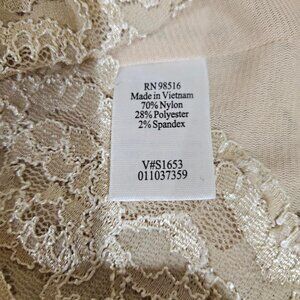 RN 98516
Made in Vietnam
70% Nylon
28% Polyester
2% Spandex
V#S1653
011037359